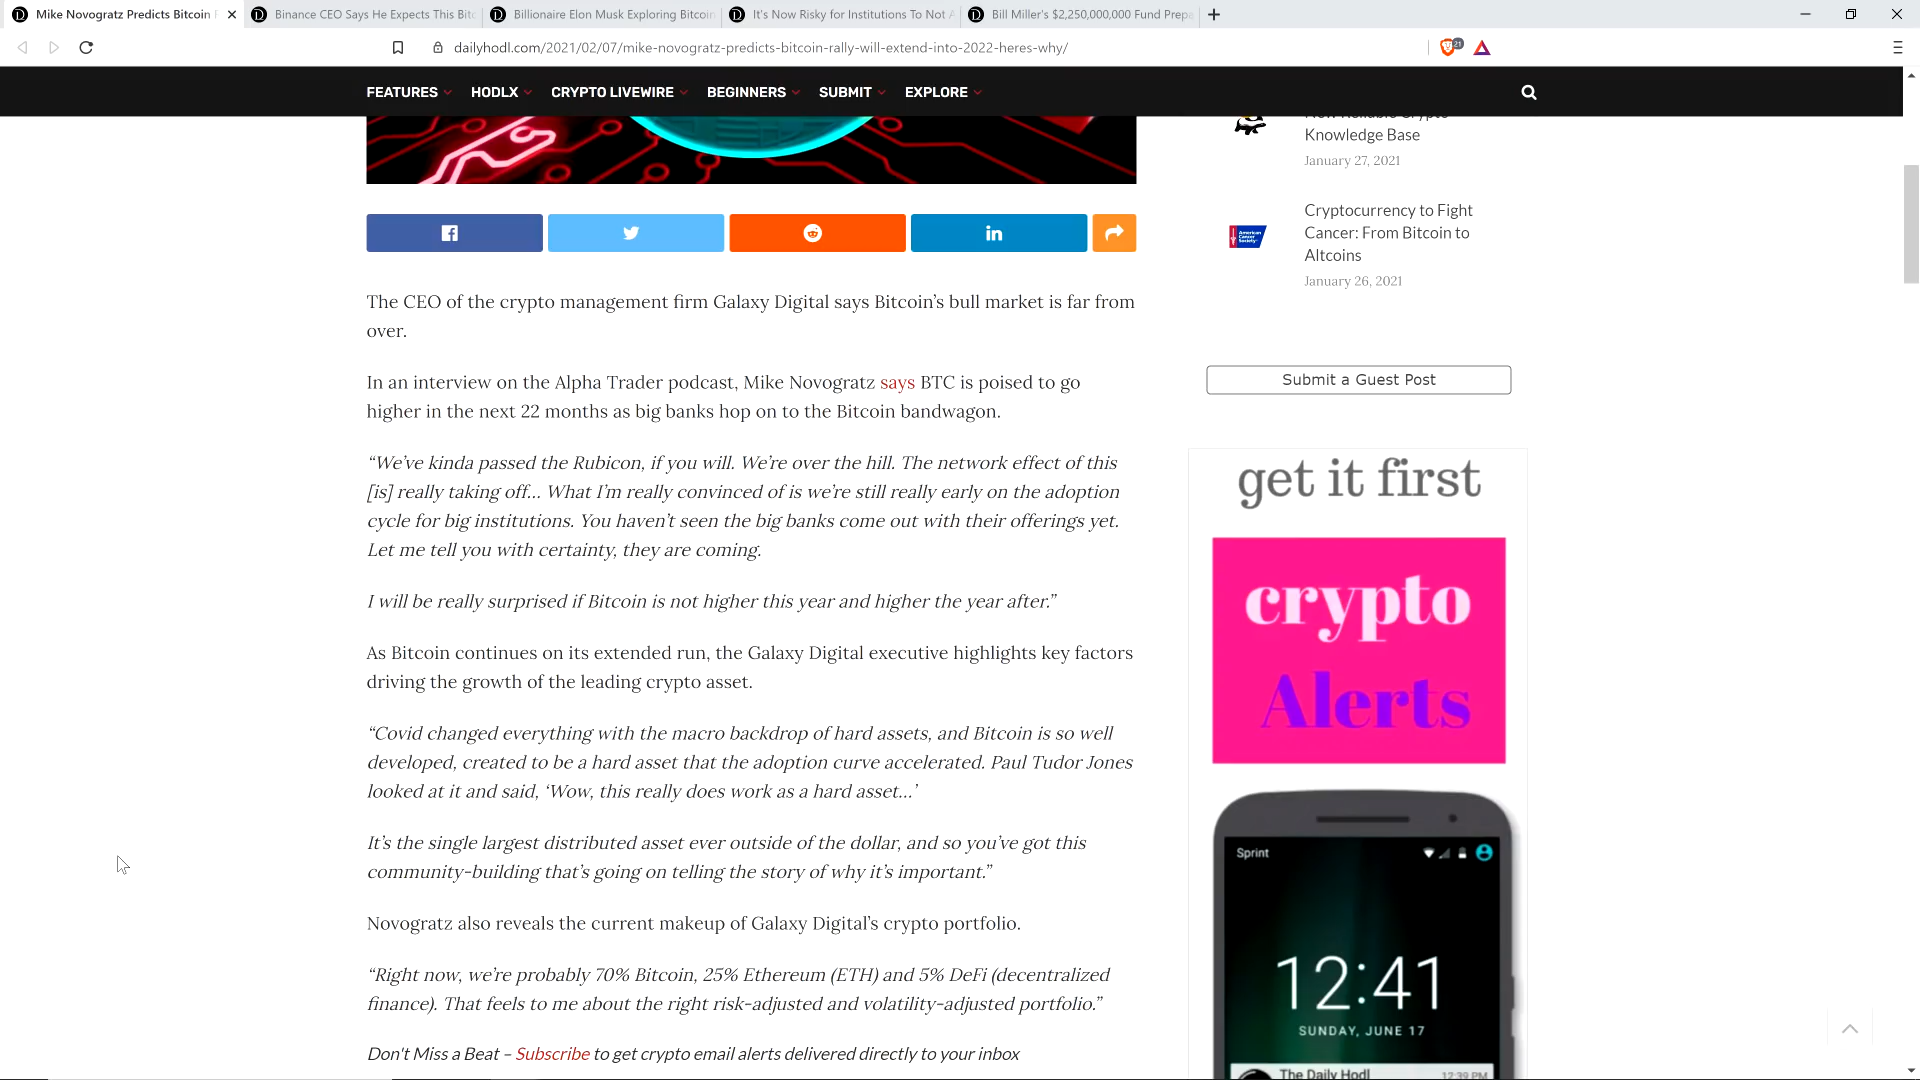 Mike Novogratz Predicts Bitcoin
Binance CEO Says He Expects This Bitc
Billionaire Elon Musk Exploring Bitcoin
It's Now Risky for Institutions To Not A
Bill Miller's $2,250,000,000 Fund Prepa
dailyhodl.com/2021/02/07/mike-novogratz-predicts-bitcoin-rally-will-extend-into-2022-heres-why/
21
FEATURES HODLX CRYPTO LIVEWIRE BEGINNERS SUBMIT EXPLORE
The CEO of the crypto management firm Galaxy Digital says Bitcoin’s bull market is far from
over.
In an interview on the Alpha Trader podcast, Mike Novogratz says BTC is poised to go
higher in the next 22 months as big banks hop on to the Bitcoin bandwagon.
“We’ve kinda passed the Rubicon, if you will. We’re over the hill. The network effect of this
[is] really taking off… What I’m really convinced of is we’re still really early on the adoption
cycle for big institutions. You haven’t seen the big banks come out with their offerings yet.
Let me tell you with certainty, they are coming.
I will be really surprised if Bitcoin is not higher this year and higher the year after.”
As Bitcoin continues on its extended run, the Galaxy Digital executive highlights key factors
driving the growth of the leading crypto asset.
“Covid changed everything with the macro backdrop of hard assets, and Bitcoin is so well
developed, created to be a hard asset that the adoption curve accelerated. Paul Tudor Jones
looked at it and said, ‘Wow, this really does work as a hard asset…’
It’s the single largest distributed asset ever outside of the dollar, and so you’ve got this
community-building that’s going on telling the story of why it’s important.”
Novogratz also reveals the current makeup of Galaxy Digital’s crypto portfolio.
“Right now, we’re probably 70% Bitcoin, 25% Ethereum (ETH) and 5% DeFi (decentralized
finance). That feels to me about the right risk-adjusted and volatility-adjusted portfolio.”
Don't Miss a Beat – Subscribe to get crypto email alerts delivered directly to your inbox
Knowledge Base
January 27, 2021
American
Cancer
Society
Cryptocurrency to Fight
Cancer: From Bitcoin to
Altcoins
January 26, 2021
Submit a Guest Post
get it first
crypto
Alerts
Sprint
12:41
SUNDAY, JUNE 17
The Daily Hodl 12:39 PM